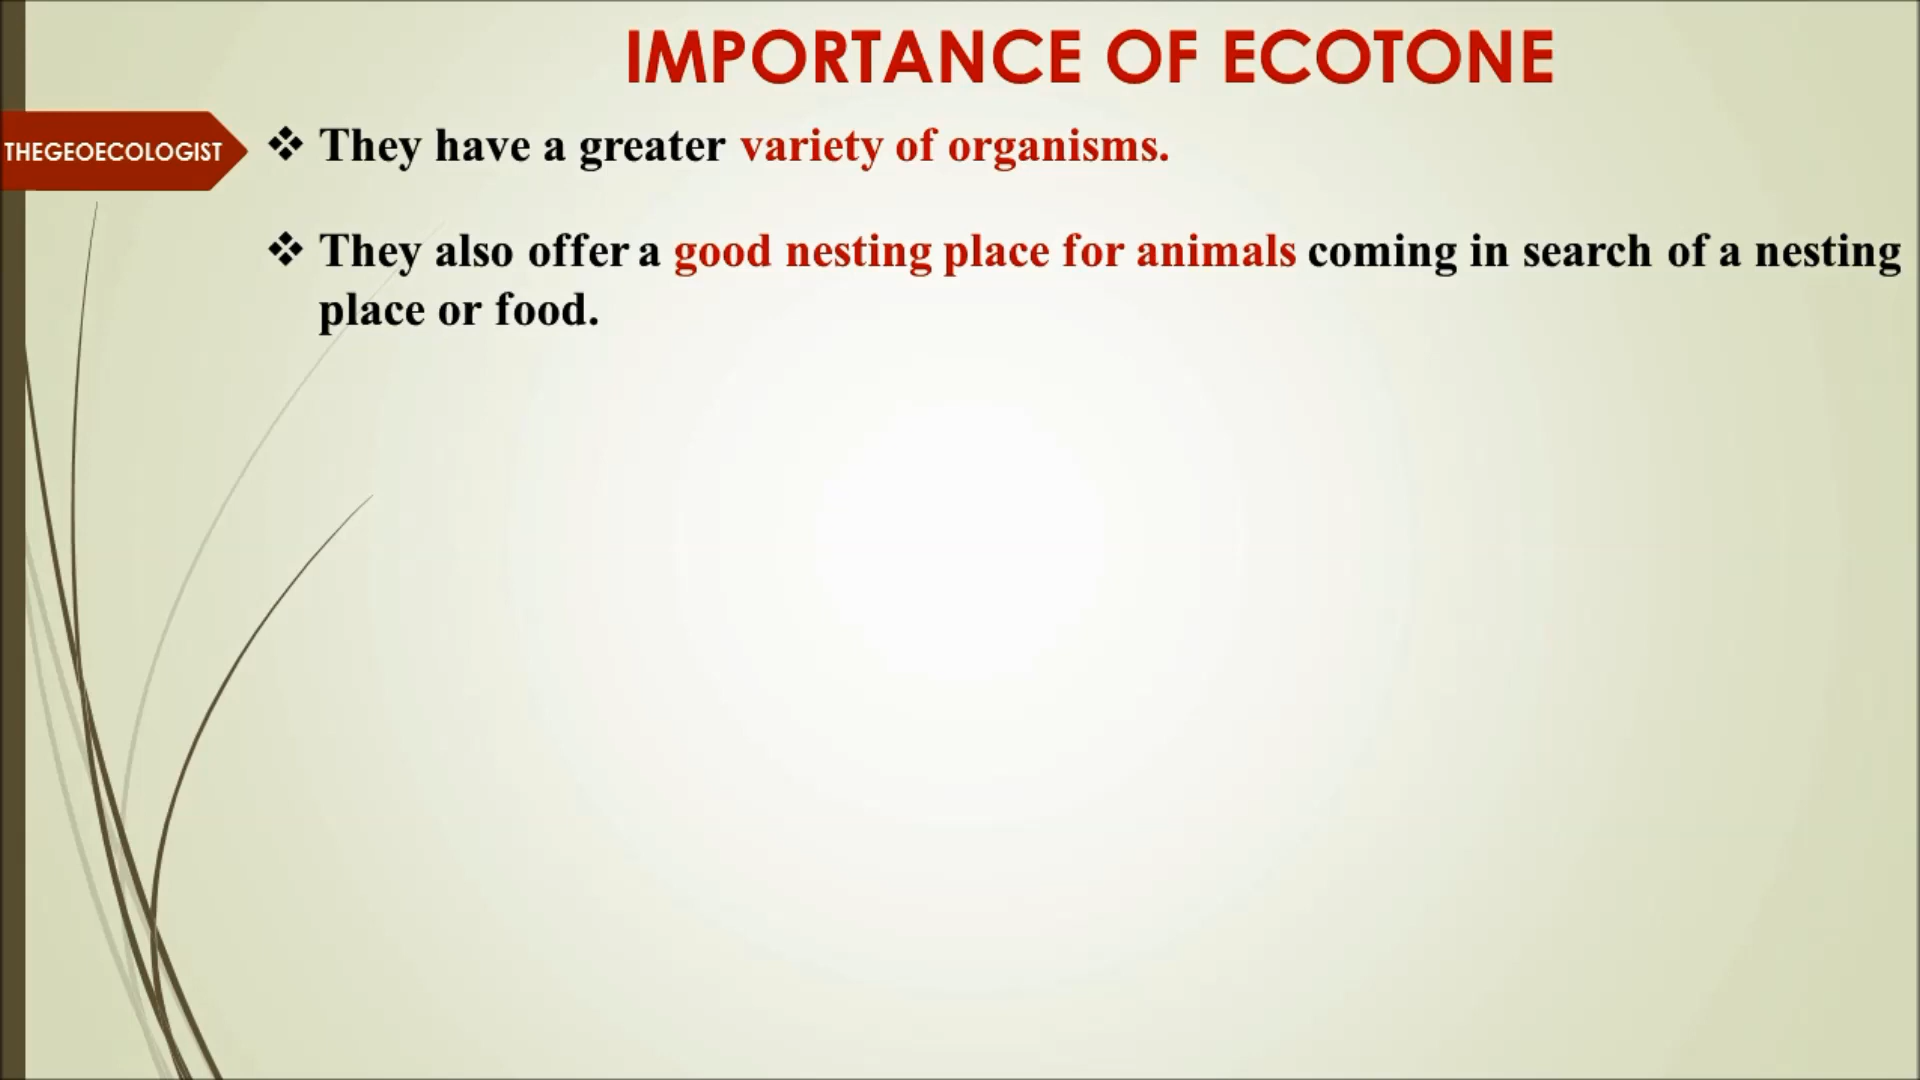 IMPORTANCE OF ECOTONE
THEGEOECOLOGIST
❖ They have a greater variety of organisms.
❖ They also offer a good nesting place for animals coming in search of a nesting
place or food.